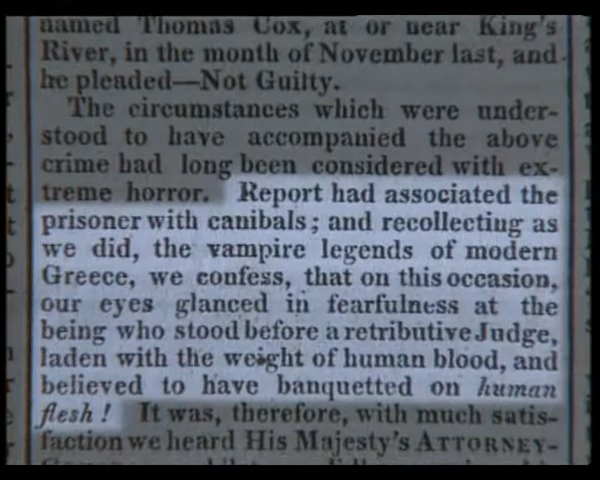 named Thomas Cox, at or near King's
River, in the month of November last, and
he pleaded—Not Guilty.
The circumstances which were under-
stood to have accompanied the above
crime had long been considered with ex-
treme horror. Report had associated the
prisoner with canibals; and recollecting as
we did, the vampire legends of modern
Greece, we confess, that on this occasion,
our eyes glanced in fearfulness at the
being who stood before a retributive Judge,
laden with the weight of human blood, and
believed to have banquetted on human
flesh! It was, therefore, with much satis-
faction we heard His Majesty's ATTORNEY-